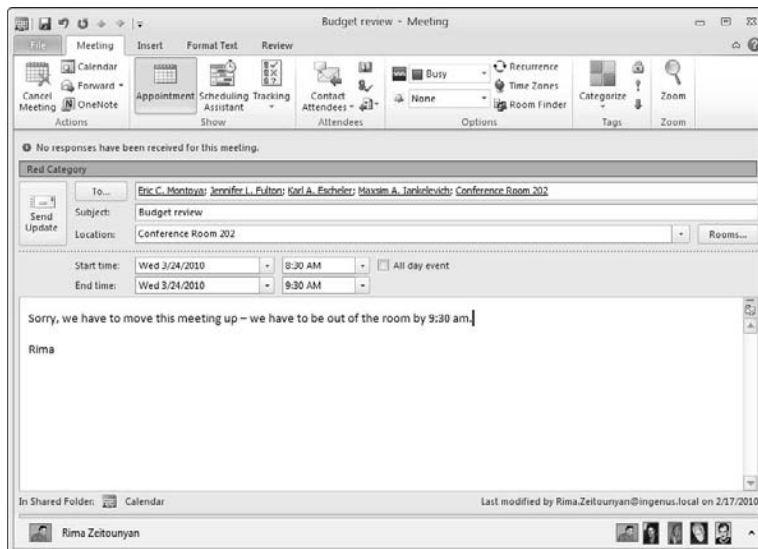 Budget review - Meeting
File Meeting Insert Format Text Review
Cancel Meeting
Calendar
Forward
OneNote
Actions
Appointment
Scheduling Assistant
Tracking
Show
Contact Attendees
Attendees
Busy
None
Recurrence
Time Zones
Room Finder
Options
Categorize
Tags
Zoom
Zoom
No responses have been received for this meeting.
Red Category
Send Update
To... Eric C. Montoya; Jennifer L. Fulton; Karl A. Escheler; Maxsim A. Iankelevich; Conference Room 202
Subject: Budget review
Location: Conference Room 202 Rooms...
Start time: Wed 3/24/2010 8:30 AM All day event
End time: Wed 3/24/2010 9:30 AM
Sorry, we have to move this meeting up – we have to be out of the room by 9:30 am.
Rima
In Shared Folder: Calendar Last modified by Rima.Zeitounyan@ingenus.local on 2/17/2010
Rima Zeitounyan